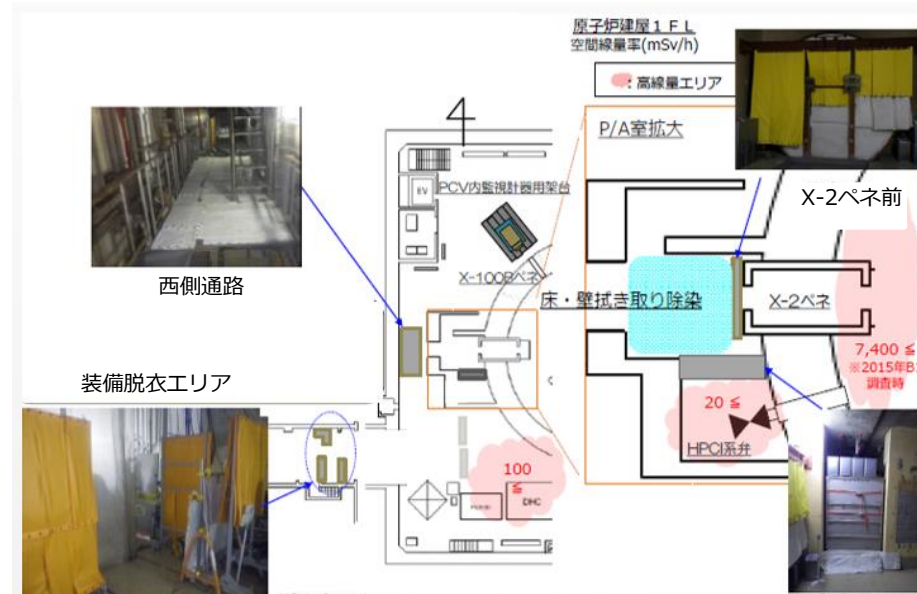 原子炉建屋1FL
空間線量率(mSv/h)
:高線量エリア
P/A室拡大
4
EV
PCV内監視計器用架台
X-2ペネ前
西側通路
X-100Bペネ
床・壁拭き取り除染
X-2ペネ
7,400 ≦
※2015年B
調査時
装備脱衣エリア
20 ≦
HPCI系弁
100
≦
DHC